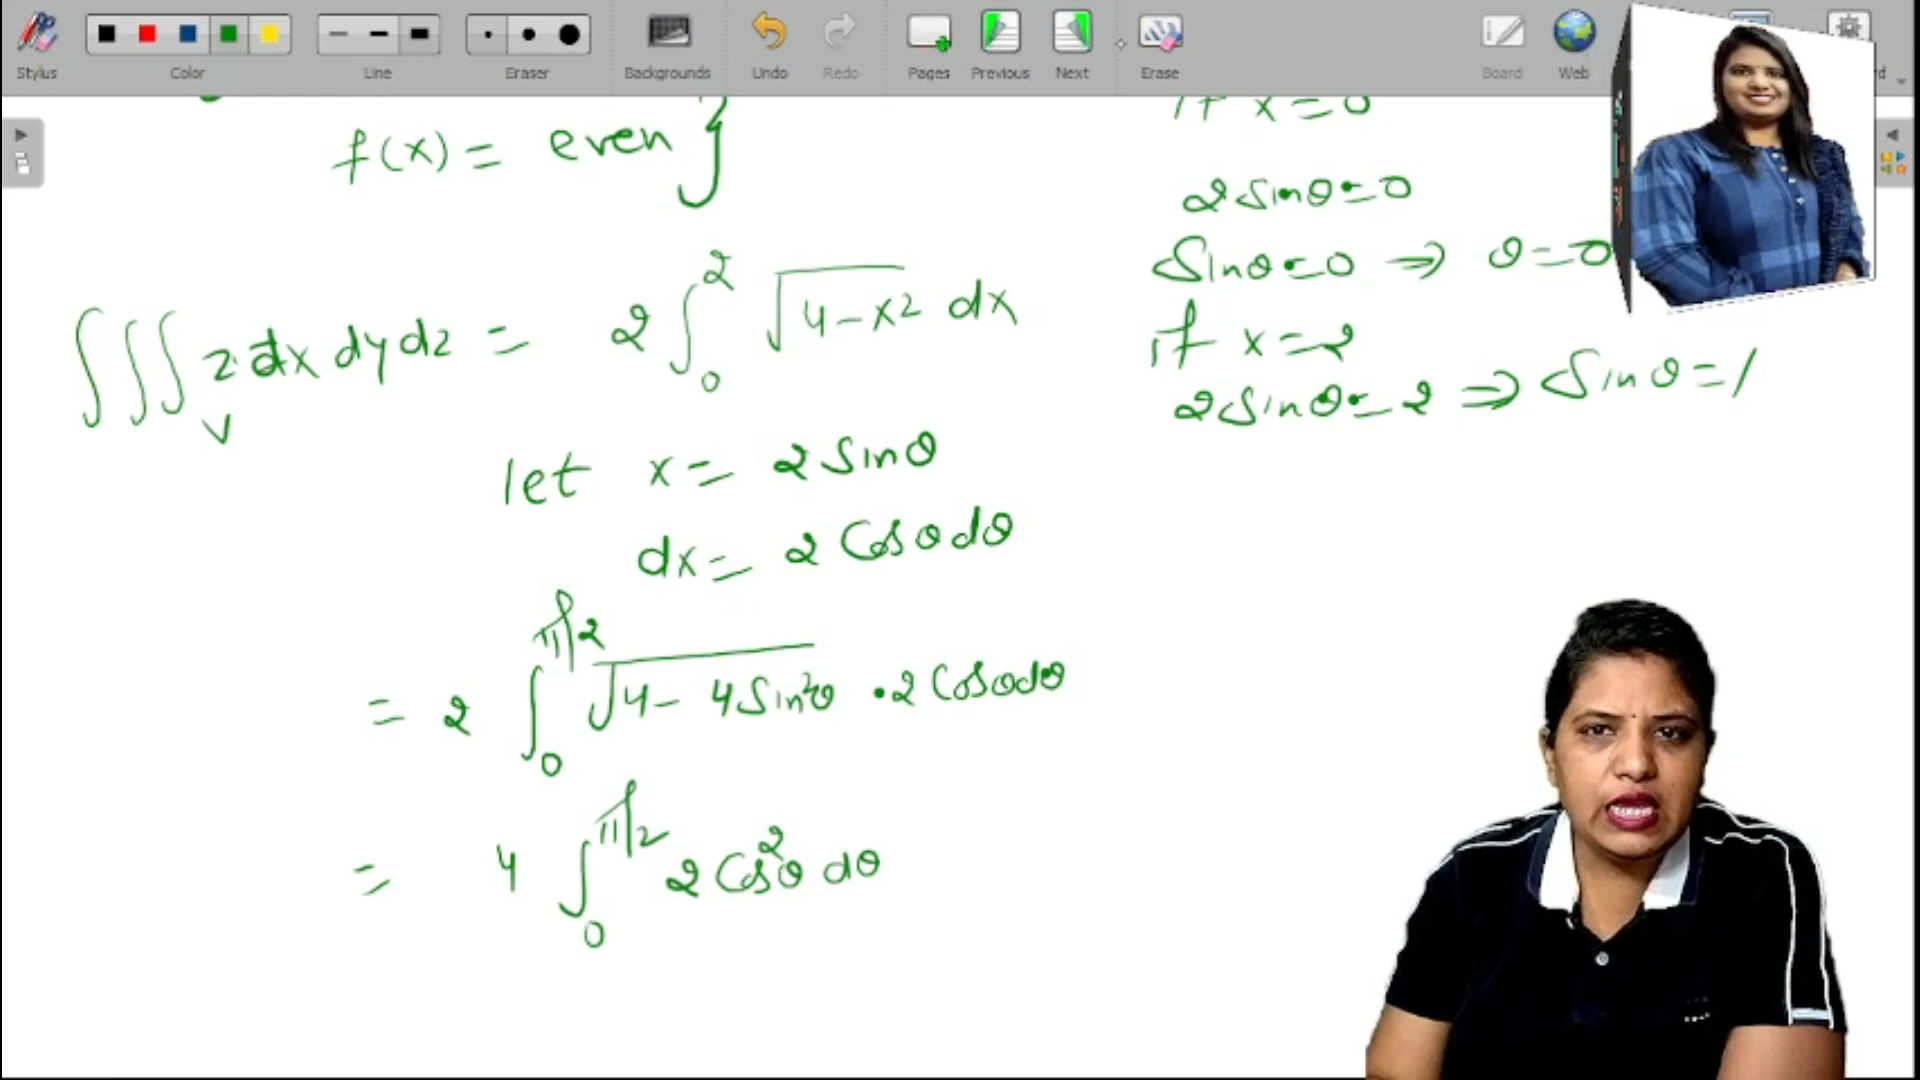 Stylus Color Line Eraser Backgrounds Undo Redo Pages Previous Next Erase Board Web
f(x) = even}
if x=0
2 sinθ=0
Sinθ=0 ⇒ θ=0
if x=2
2 sinθ=2 ⇒ Sinθ=1
∭_V z dx dy dz = 2 ∫_0^2 √(4-x²) dx
let x = 2 sinθ
dx = 2 Cosθ dθ
= 2 ∫_0^{π/2} √(4-4 Sin²θ) · 2 Cosθ dθ
= 4 ∫_0^{π/2} 2 Cos²θ dθ